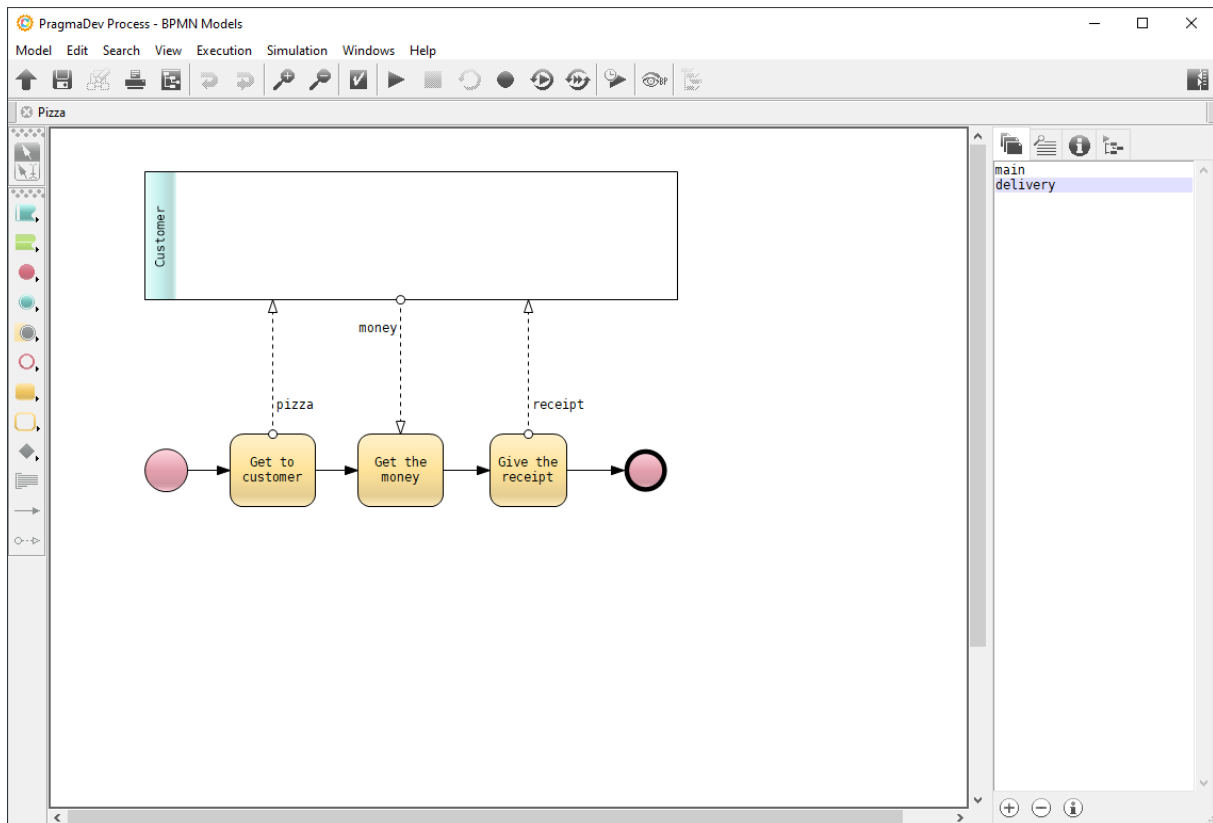 PragmaDev Process - BPMN Models
Model Edit Search View Execution Simulation Windows Help
BP
Pizza
main
delivery
Customer
money
pizza
receipt
Get to
customer
Get the
money
Give the
receipt